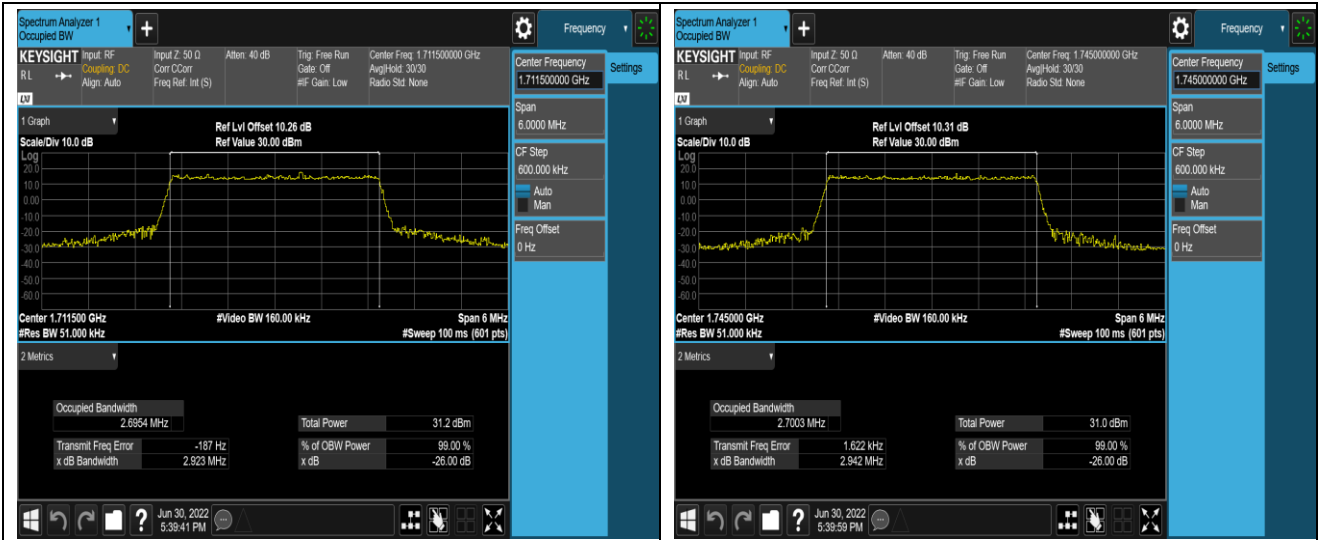 Spectrum Analyzer 1
Occupied BW
+
Frequency
KEYSIGHT
Input: RF
Coupling: DC
Align: Auto
Input Z: 50 Ω
Corr CCorr
Freq Ref: Int (S)
Atten: 40 dB
Trig: Free Run
Gate: Off
#IF Gain: Low
Center Freq: 1.711500000 GHz
Avg|Hold: 30/30
Radio Std: None
RL
LXI
Center Frequency
1.711500000 GHz
Settings
Span
6.0000 MHz
CF Step
600.000 kHz
Auto
Man
Freq Offset
0 Hz
1 Graph
Scale/Div 10.0 dB
Ref Lvl Offset 10.26 dB
Ref Value 30.00 dBm
Log
20.0
10.0
0.00
-10.0
-20.0
-30.0
-40.0
-50.0
-60.0
Center 1.711500 GHz
#Video BW 160.00 kHz
Span 6 MHz
#Res BW 51.000 kHz
#Sweep 100 ms (601 pts)
2 Metrics
Occupied Bandwidth
2.6954 MHz
Total Power 31.2 dBm
Transmit Freq Error -187 Hz
% of OBW Power 99.00 %
x dB Bandwidth 2.923 MHz
x dB -26.00 dB
?
Jun 30, 2022
5:39:41 PM
Spectrum Analyzer 1
Occupied BW
+
Frequency
KEYSIGHT
Input: RF
Coupling: DC
Align: Auto
Input Z: 50 Ω
Corr CCorr
Freq Ref: Int (S)
Atten: 40 dB
Trig: Free Run
Gate: Off
#IF Gain: Low
Center Freq: 1.745000000 GHz
Avg|Hold: 30/30
Radio Std: None
RL
LXI
Center Frequency
1.745000000 GHz
Settings
Span
6.0000 MHz
CF Step
600.000 kHz
Auto
Man
Freq Offset
0 Hz
1 Graph
Scale/Div 10.0 dB
Ref Lvl Offset 10.31 dB
Ref Value 30.00 dBm
Log
20.0
10.0
0.00
-10.0
-20.0
-30.0
-40.0
-50.0
-60.0
Center 1.745000 GHz
#Video BW 160.00 kHz
Span 6 MHz
#Res BW 51.000 kHz
#Sweep 100 ms (601 pts)
2 Metrics
Occupied Bandwidth
2.7003 MHz
Total Power 31.0 dBm
Transmit Freq Error 1.622 kHz
% of OBW Power 99.00 %
x dB Bandwidth 2.942 MHz
x dB -26.00 dB
?
Jun 30, 2022
5:39:59 PM